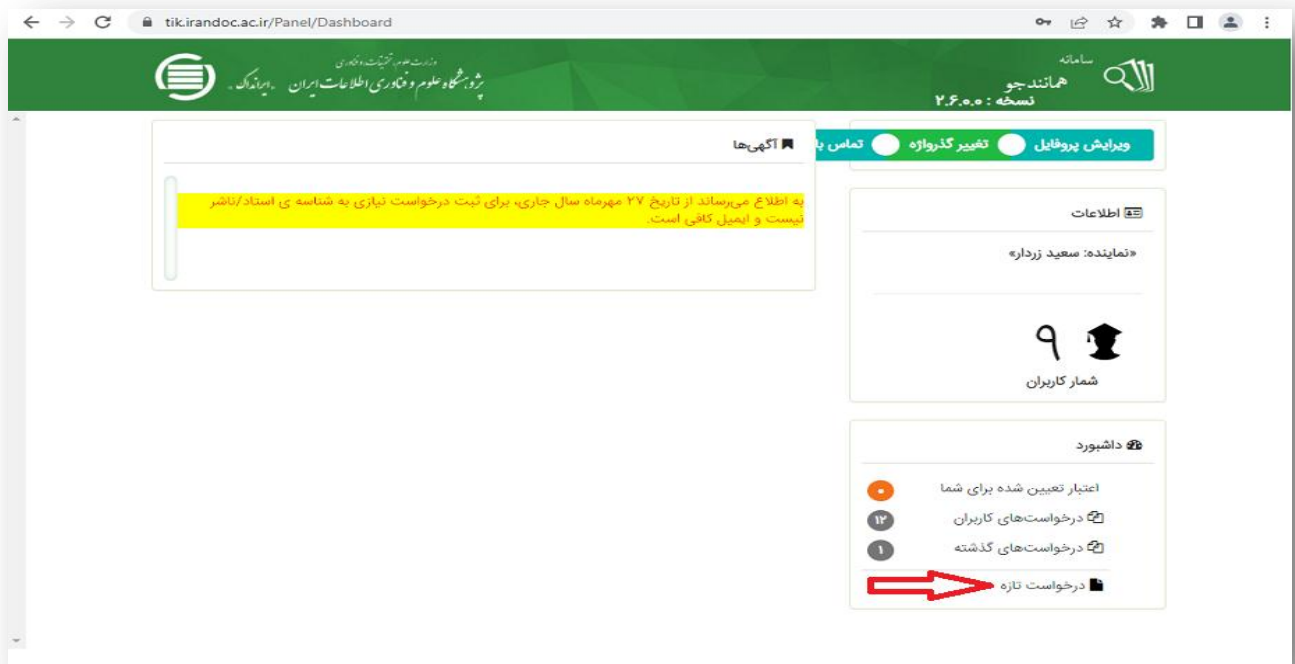 tik.irandoc.ac.ir/Panel/Dashboard
سامانه
همانندجو
نسخه : ۲.۶.۰.۰
وزارت علوم، تحقیقات و فناوری
پژوهشگاه علوم و فناوری اطلاعات ایران . ایرانداک .
ویرایش پروفایل
تغییر گذرواژه
تماس با
آگهی‌ها
به اطلاع می‌رساند از تاریخ ۲۷ مهرماه سال جاری، برای ثبت درخواست نیازی به شناسه ی استاد/ناشر
نیست و ایمیل کافی است.
اطلاعات
«نماینده: سعید زردار»
۹
شمار کاربران
داشبورد
اعتبار تعیین شده برای شما ۰
درخواست‌های کاربران ۱۲
درخواست‌های گذشته ۱
درخواست تازه